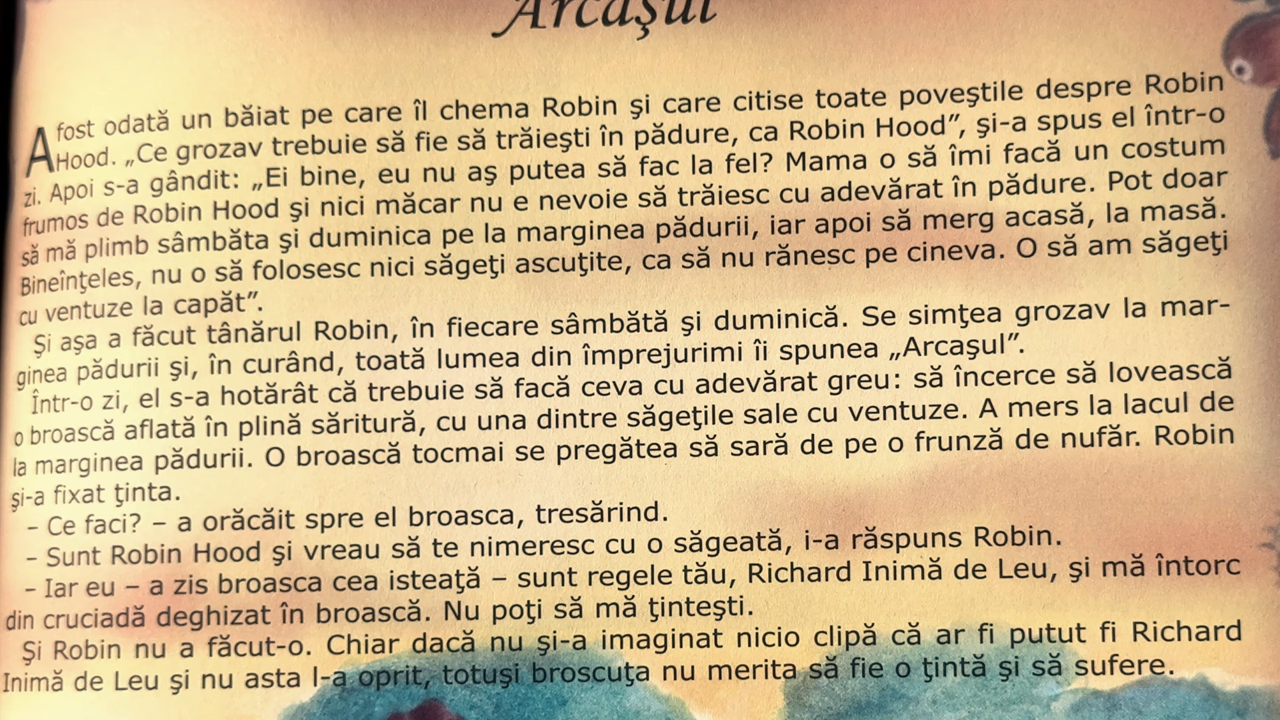 Arcaşul
A fost odată un băiat pe care îl chema Robin şi care citise toate poveştile despre Robin
Hood. „Ce grozav trebuie să fie să trăieşti în pădure, ca Robin Hood”, şi-a spus el într-o
zi. Apoi s-a gândit: „Ei bine, eu nu aş putea să fac la fel? Mama o să îmi facă un costum
frumos de Robin Hood şi nici măcar nu e nevoie să trăiesc cu adevărat în pădure. Pot doar
să mă plimb sâmbăta şi duminica pe la marginea pădurii, iar apoi să merg acasă, la masă.
Bineînţeles, nu o să folosesc nici săgeţi ascuţite, ca să nu rănesc pe cineva. O să am săgeţi
cu ventuze la capăt”.
Şi aşa a făcut tânărul Robin, în fiecare sâmbătă şi duminică. Se simţea grozav la mar-
ginea pădurii şi, în curând, toată lumea din împrejurimi îi spunea „Arcaşul”.
Într-o zi, el s-a hotărât că trebuie să facă ceva cu adevărat greu: să încerce să lovească
o broască aflată în plină săritură, cu una dintre săgeţile sale cu ventuze. A mers la lacul de
la marginea pădurii. O broască tocmai se pregătea să sară de pe o frunză de nufăr. Robin
şi-a fixat ţinta.
– Ce faci? – a orăcăit spre el broasca, tresărind.
– Sunt Robin Hood şi vreau să te nimeresc cu o săgeată, i-a răspuns Robin.
– Iar eu – a zis broasca cea isteaţă – sunt regele tău, Richard Inimă de Leu, şi mă întorc
din cruciadă deghizat în broască. Nu poţi să mă ţinteşti.
Şi Robin nu a făcut-o. Chiar dacă nu şi-a imaginat nicio clipă că ar fi putut fi Richard
Inimă de Leu şi nu asta l-a oprit, totuşi broscuţa nu merita să fie o ţintă şi să sufere.